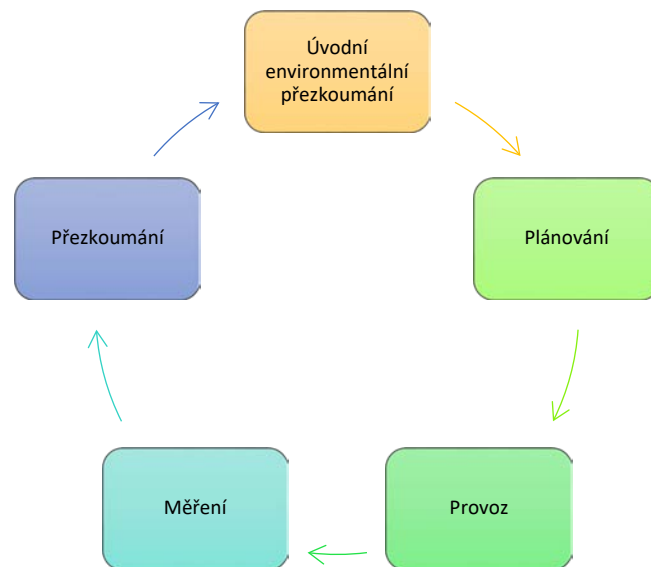 Úvodní
environmentální
přezkoumání
Přezkoumání
Plánování
Měření
Provoz